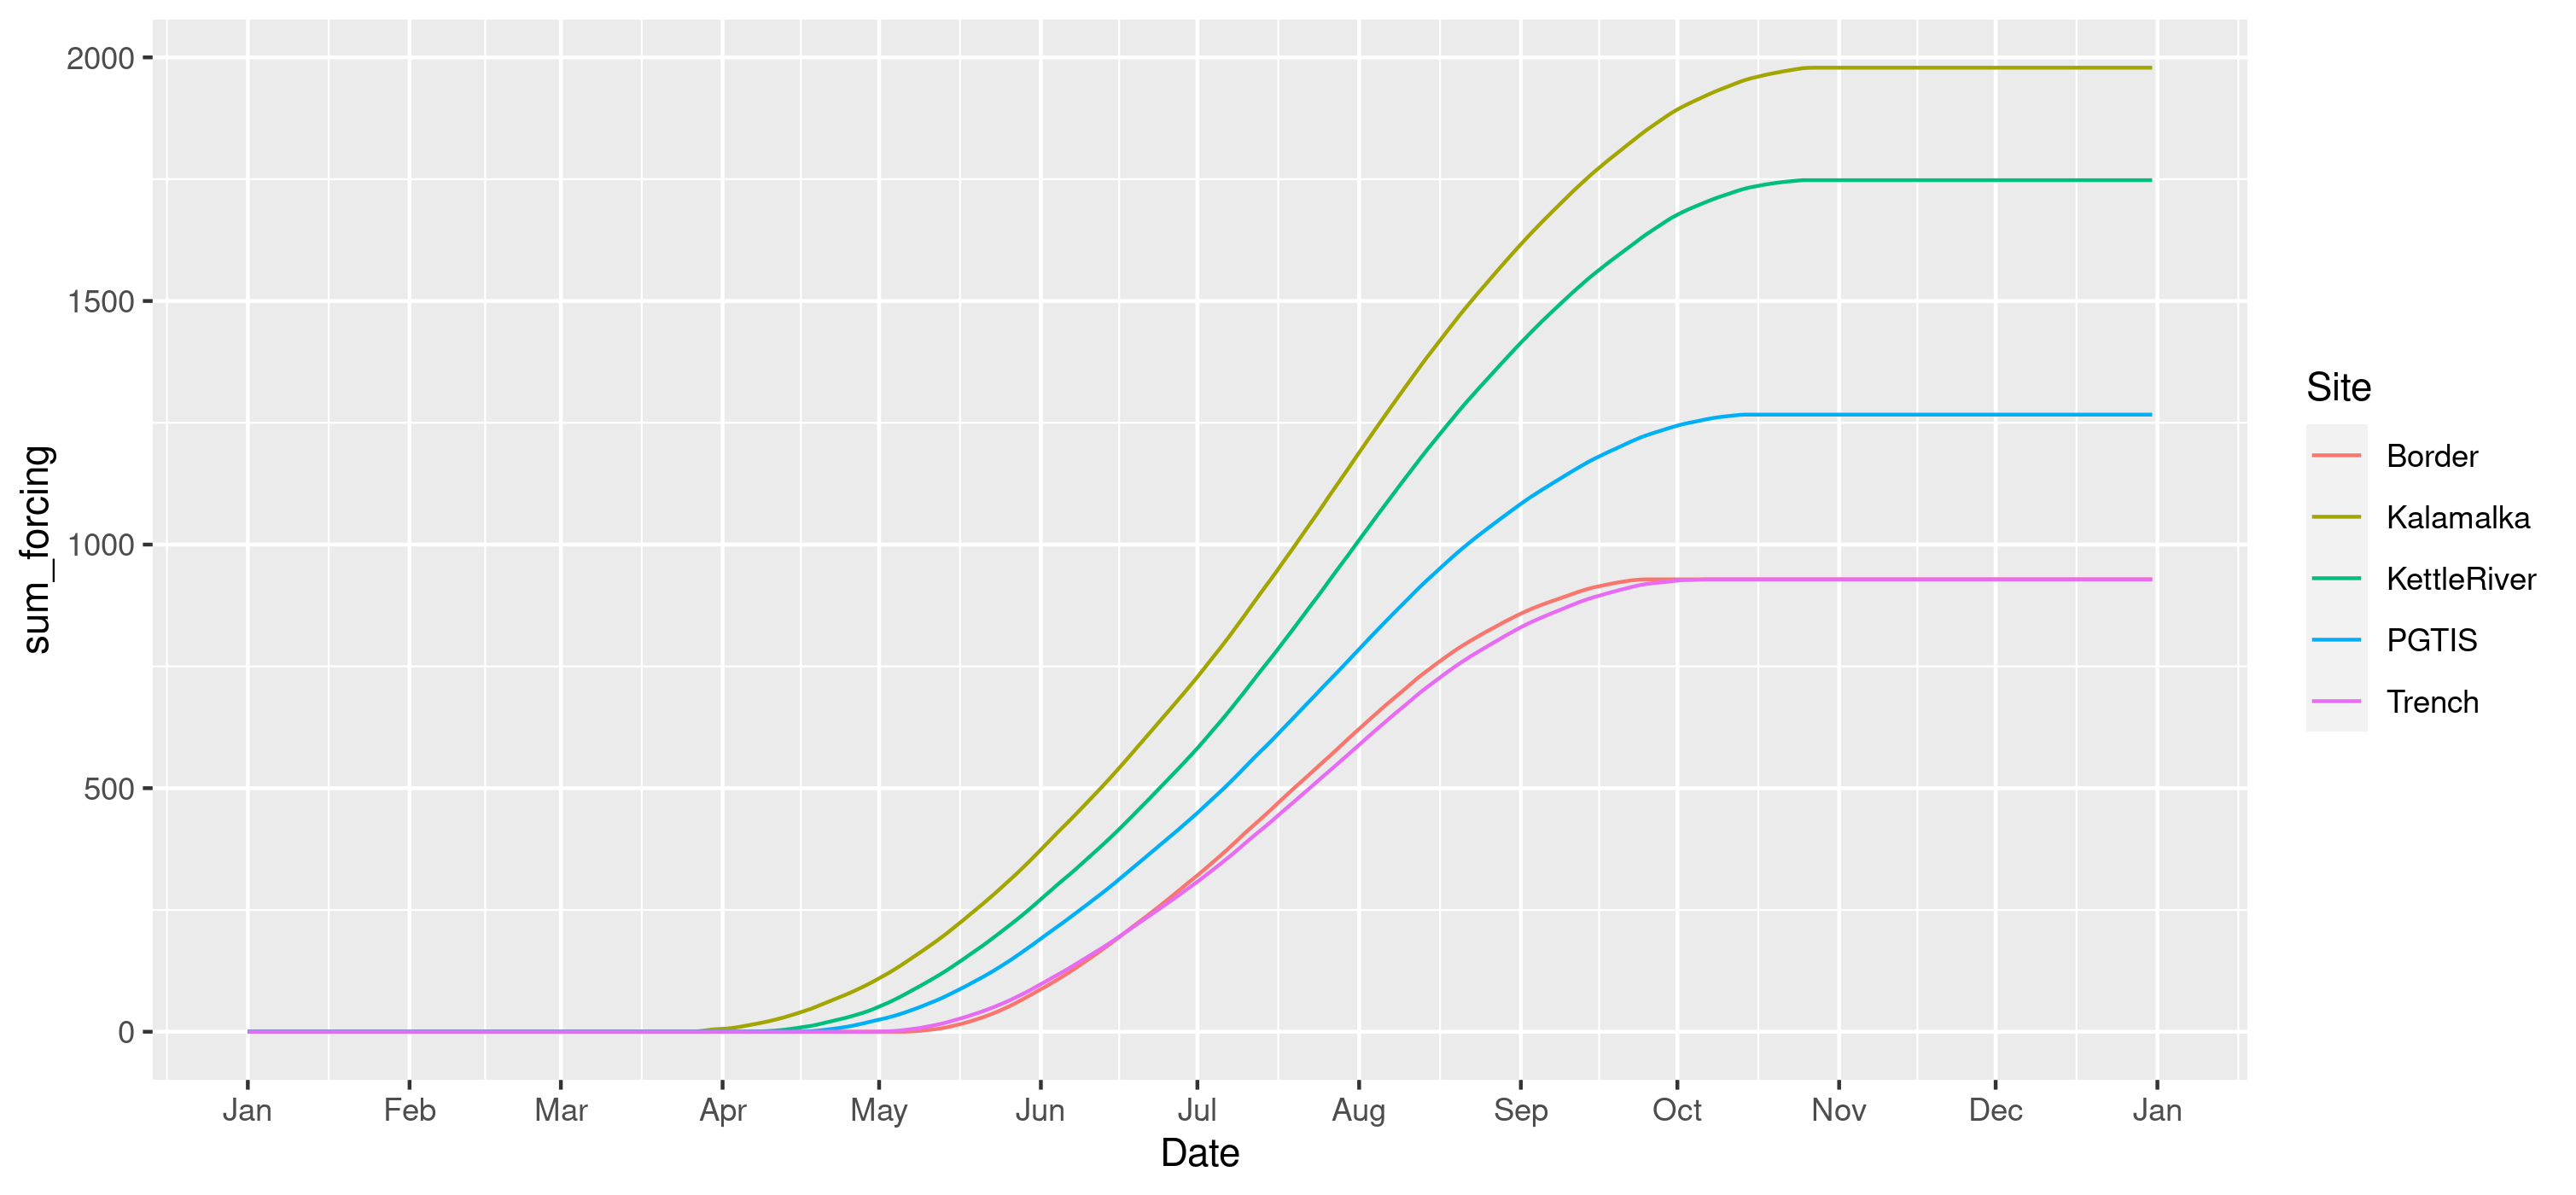 2000
1500
1000
500
0
sum_forcing
Jan Feb Mar Apr May Jun Jul Aug Sep Oct Nov Dec Jan
Date
Site
Border
Kalamalka
KettleRiver
PGTIS
Trench